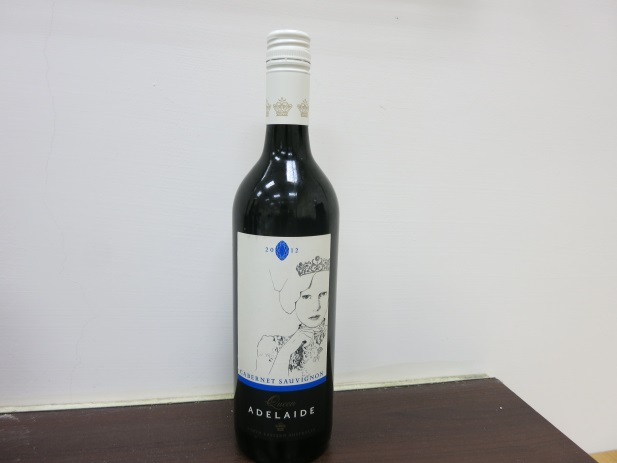 20 12
CABERNET SAUVIGNON
Queen
ADELAIDE